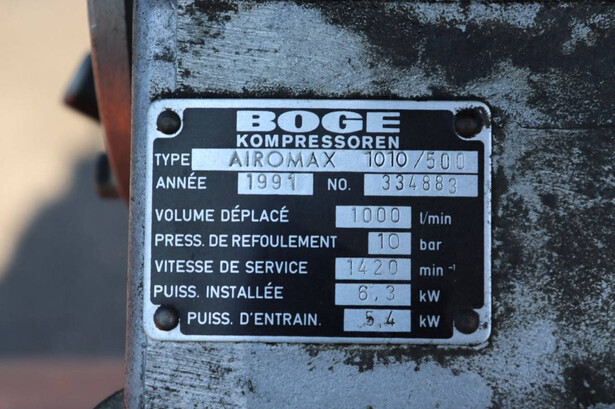 BOGE
KOMPRESSOREN
TYPE AIROMAX 1010/500
ANNÉE 1991 NO. 334883
VOLUME DÉPLACÉ 1000 l/min
PRESS. DE REFOULEMENT 10 bar
VITESSE DE SERVICE 1420 min⁻¹
PUISS. INSTALLÉE 6,3 kW
PUISS. D'ENTRAIN. 5,4 kW